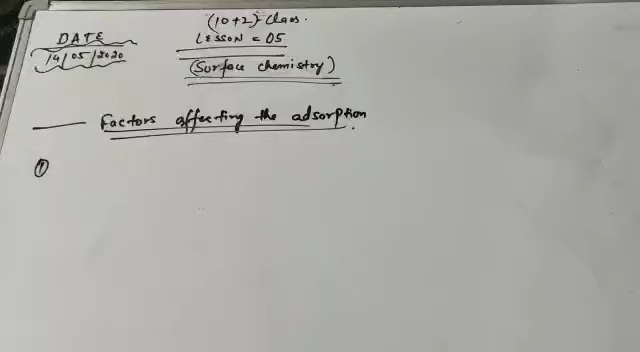 (10+2) Class.
DATE
LESSON = 05
14/05/2020
(Surface chemistry)
Factors affecting the adsorption.
①